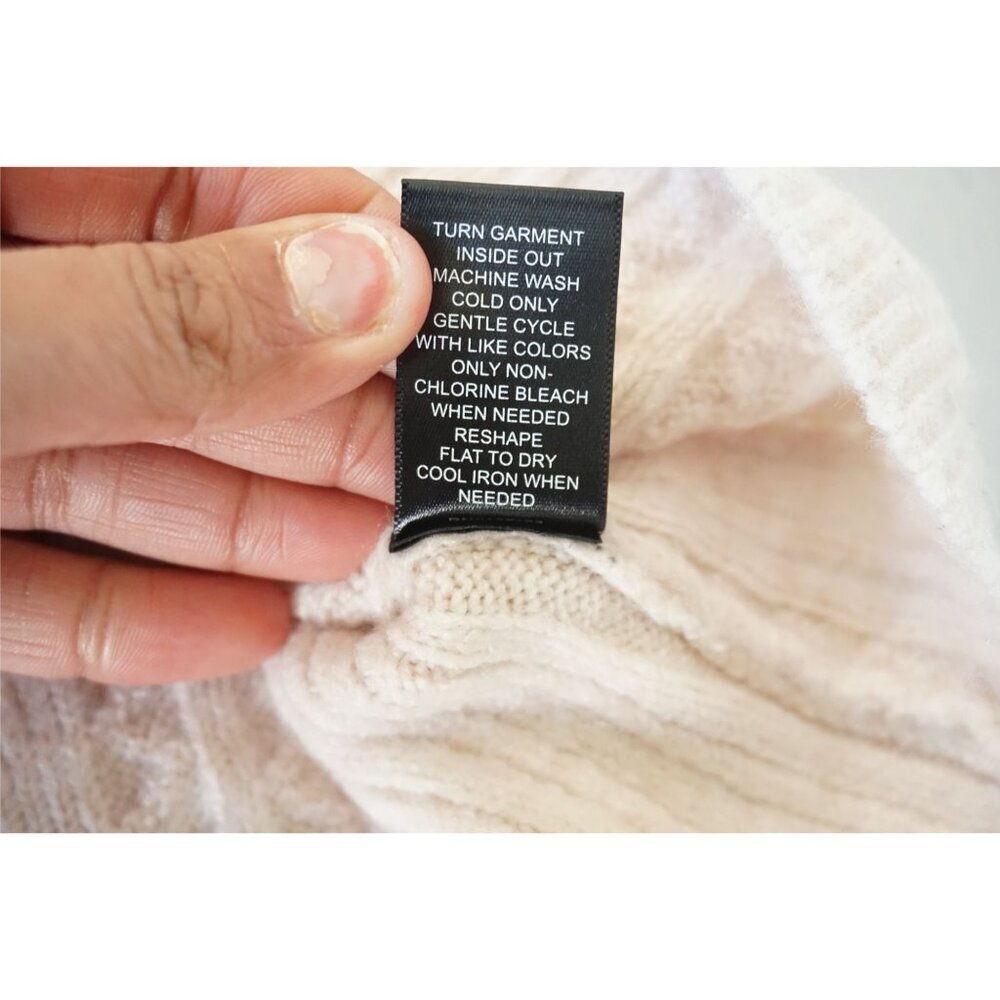 TURN GARMENT
INSIDE OUT
MACHINE WASH
COLD ONLY
GENTLE CYCLE
WITH LIKE COLORS
ONLY NON-
CHLORINE BLEACH
WHEN NEEDED
RESHAPE
FLAT TO DRY
COOL IRON WHEN
NEEDED